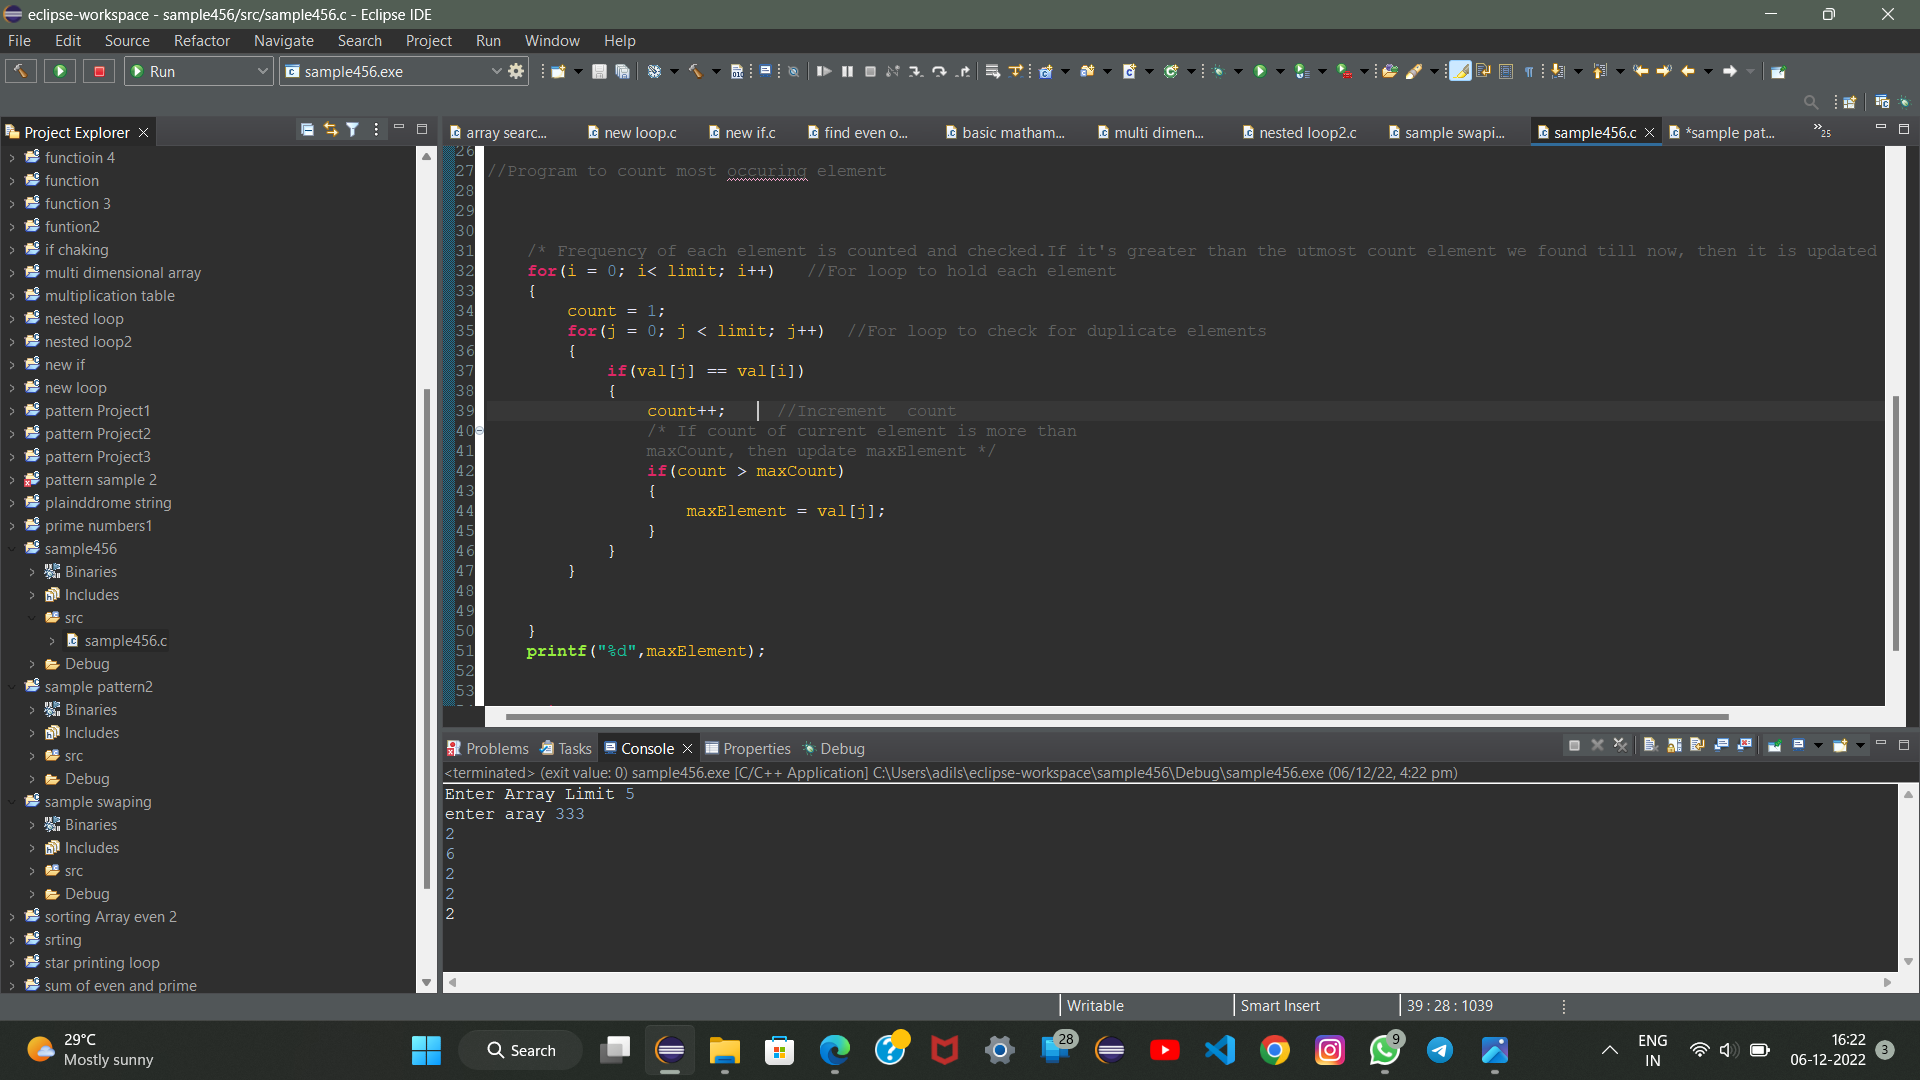 eclipse-workspace - sample456/src/sample456.c - Eclipse IDE
File Edit Source Refactor Navigate Search Project Run Window Help
Run
sample456.exe
Project Explorer
functioin 4
function
function 3
funtion2
if chaking
multi dimensional array
multiplication table
nested loop
nested loop2
new if
new loop
pattern Project1
pattern Project2
pattern Project3
pattern sample 2
plainddrome string
prime numbers1
sample456
Binaries
Includes
src
sample456.c
Debug
sample pattern2
Binaries
Includes
src
Debug
sample swaping
Binaries
Includes
src
Debug
sorting Array even 2
srting
star printing loop
sum of even and prime
array searc... new loop.c new if.c find even o... basic matham... multi dimen... nested loop2.c sample swapi... sample456.c *sample pat... »25
26
27 //Program to count most occuring element
28
29
30
31 /* Frequency of each element is counted and checked.If it's greater than the utmost count element we found till now, then it is updated
32 for(i = 0; i< limit; i++) //For loop to hold each element
33 {
34 count = 1;
35 for(j = 0; j < limit; j++) //For loop to check for duplicate elements
36 {
37 if(val[j] == val[i])
38 {
39 count++; //Increment count
40 /* If count of current element is more than
41 maxCount, then update maxElement */
42 if(count > maxCount)
43 {
44 maxElement = val[j];
45 }
46 }
47 }
48
49
50 }
51 printf("%d",maxElement);
52
53
Problems Tasks Console Properties Debug
<terminated> (exit value: 0) sample456.exe [C/C++ Application] C:\Users\adils\eclipse-workspace\sample456\Debug\sample456.exe (06/12/22, 4:22 pm)
Enter Array Limit 5
enter aray 333
2
6
2
2
2
Writable Smart Insert 39 : 28 : 1039
29°C
Mostly sunny
Search
28
9
ENG
IN
16:22
06-12-2022
3